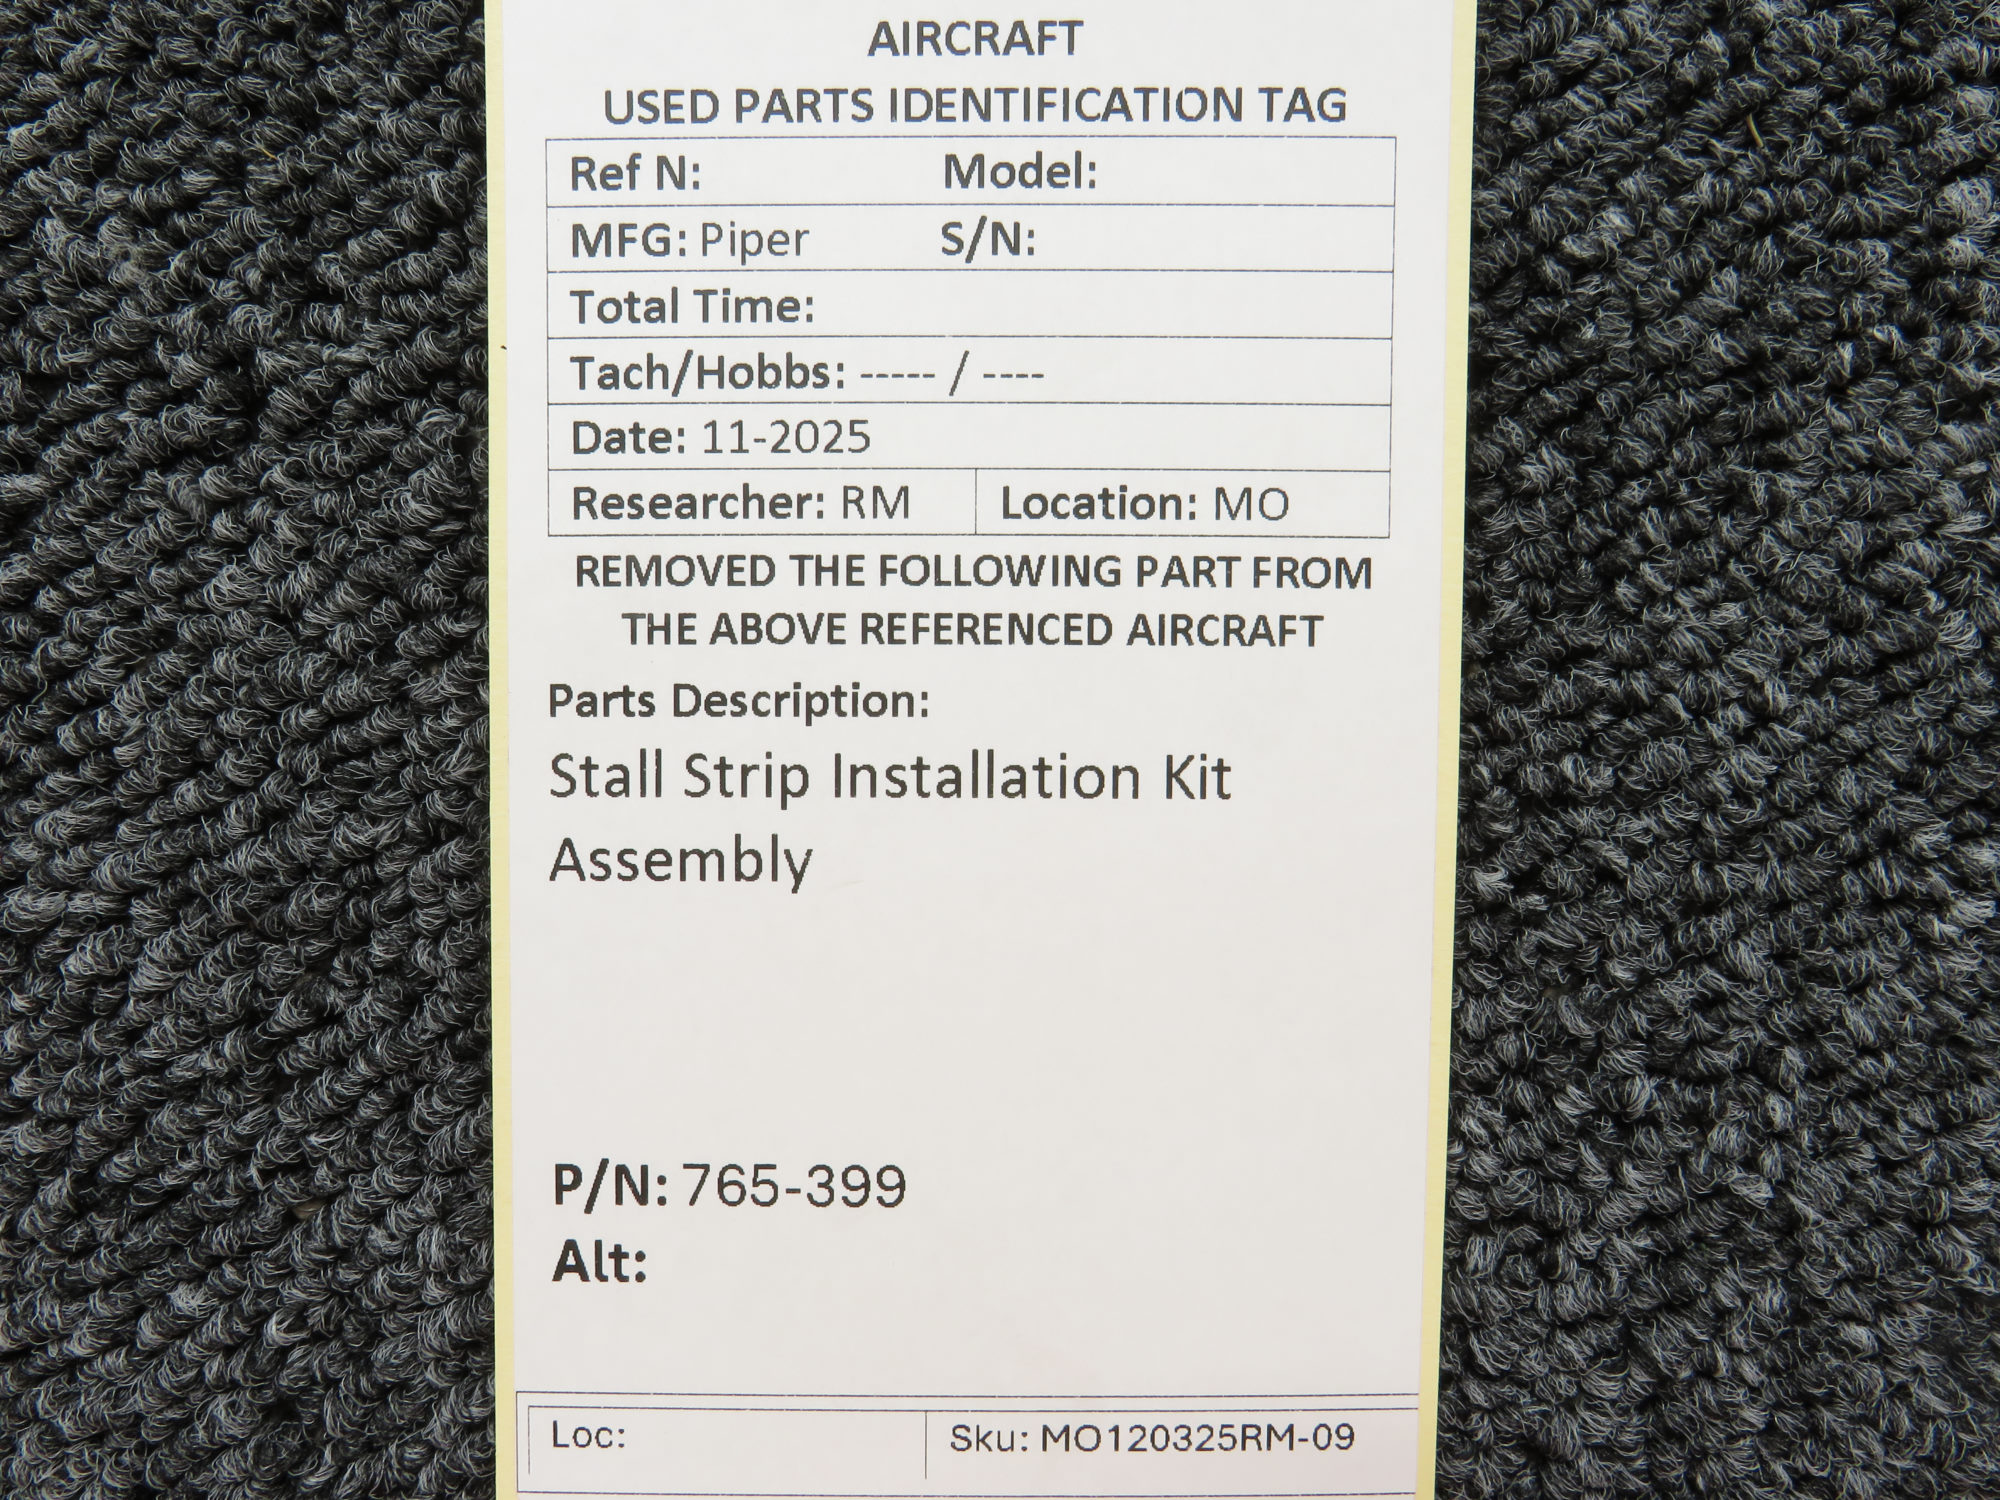 AIRCRAFT
USED PARTS IDENTIFICATION TAG
Ref N: Model:
MFG: Piper S/N:
Total Time:
Tach/Hobbs: ----- / ----
Date: 11-2025
Researcher: RM Location: MO
REMOVED THE FOLLOWING PART FROM
THE ABOVE REFERENCED AIRCRAFT
Parts Description:
Stall Strip Installation Kit
Assembly
P/N: 765-399
Alt:
Loc: Sku: MO120325RM-09